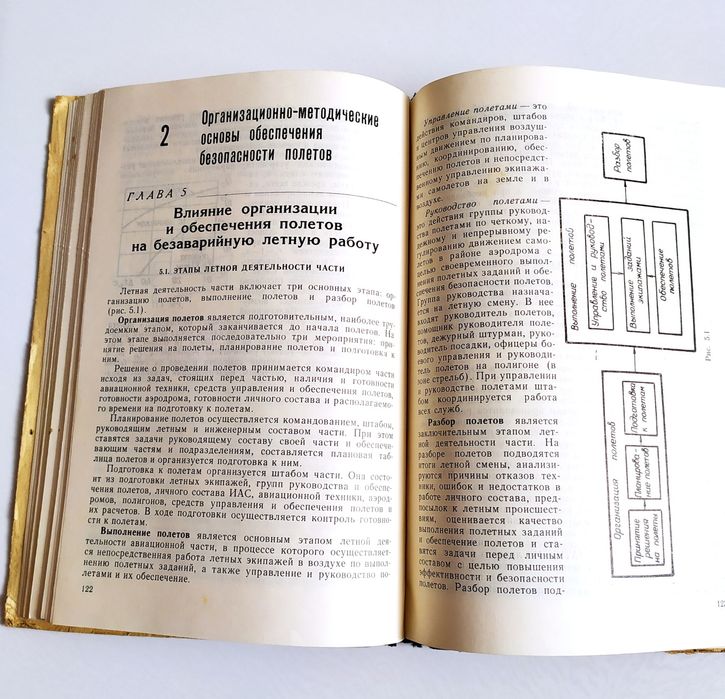 2
Организационно-методические
основы обеспечения
безопасности полетов
ГЛАВА 5
Влияние организации
и обеспечения полетов
на безаварийную летную работу
5.1. ЭТАПЫ ЛЕТНОЙ ДЕЯТЕЛЬНОСТИ ЧАСТИ
Летная деятельность части включает три основных этапа: ор-
ганизацию полетов, выполнение полетов и разбор полетов
(рис. 5.1).
Организация полетов является подготовительным, наиболее тру-
доемким этапом, который заканчивается до начала полетов. На
этом этапе выполняется последовательно три мероприятия: при-
нятие решения на полеты, планирование полетов и подготовка к
ним.
Решение о проведении полетов принимается командиром части
исходя из задач, стоящих перед частью, наличия и готовности
авиационной техники, средств управления и обеспечения полетов,
готовности аэродрома, готовности личного состава и располагаемо-
го времени на подготовку к полетам.
Планирование полетов осуществляется командованием, штабом,
руководящим летным и инженерным составом части. При этом
ставятся задачи руководящему составу своей части и обеспечи-
вающим частям и подразделениям, составляется плановая таб-
лица полетов и организуется подготовка к ним.
Подготовка к полетам организуется штабом части. Она состо-
ит из подготовки летных экипажей, групп руководства и обеспе-
чения полетов, личного состава ИАС, авиационной техники, аэро-
дромов, полигонов, средств управления и обеспечения полетов и
их расчетов. В ходе подготовки осуществляется контроль готовно-
сти к полетам.
Выполнение полетов является основным этапом летной дея-
тельности авиационной части, в процессе которого осуществляет-
ся непосредственная работа летных экипажей в воздухе по выпол-
нению полетных заданий, а также управление и руководство по-
летами и их обеспечение.
122
Управление полетами — это
действия командиров, штабов
и центров управления воздуш-
ным движением по планирова-
нию, координированию, обес-
печению полетов и непосредст-
венному управлению экипажа-
ми самолетов на земле и в
воздухе.
Руководство полетами —
это действия группы руковод-
ства полетами по четкому, на-
дежному и непрерывному ре-
гулированию движением само-
летов в районе аэродрома с
целью своевременного выпол-
нения полетных заданий и обе-
спечения безопасности полетов.
Группа руководства назнача-
ется на летную смену. В нее
входят руководитель полетов,
помощник руководителя поле-
тов, дежурный штурман, руко-
водитель посадки, офицеры бо-
евого управления и руководи-
тель полетов на полигоне (в
зоне стрельб). При управлении
и руководстве полетами шта-
бом координируется работа
всех служб.
Разбор полетов является
заключительным этапом лет-
ной деятельности части. На
разборе полетов подводятся
итоги летной смены, анализи-
руются причины отказов тех-
ники, ошибок и недостатков в
работе личного состава, пред-
посылок к летным происшест-
виям, оценивается качество
выполнения полетных заданий
и обеспечение полетов и ста-
вятся задачи перед личным
составом с целью повышения
эффективности и безопасности
полетов. Разбор полетов под-
Организация полетов
Принятие
решения
на полеты
Планирова-
ние полетов
Подготовка
к полетам
Выполнение полетов
Управление и руковод-
ство полетами
Выполнение заданий
экипажами
Обеспечение
полетов
Разбор
полетов
Рис. 5.1